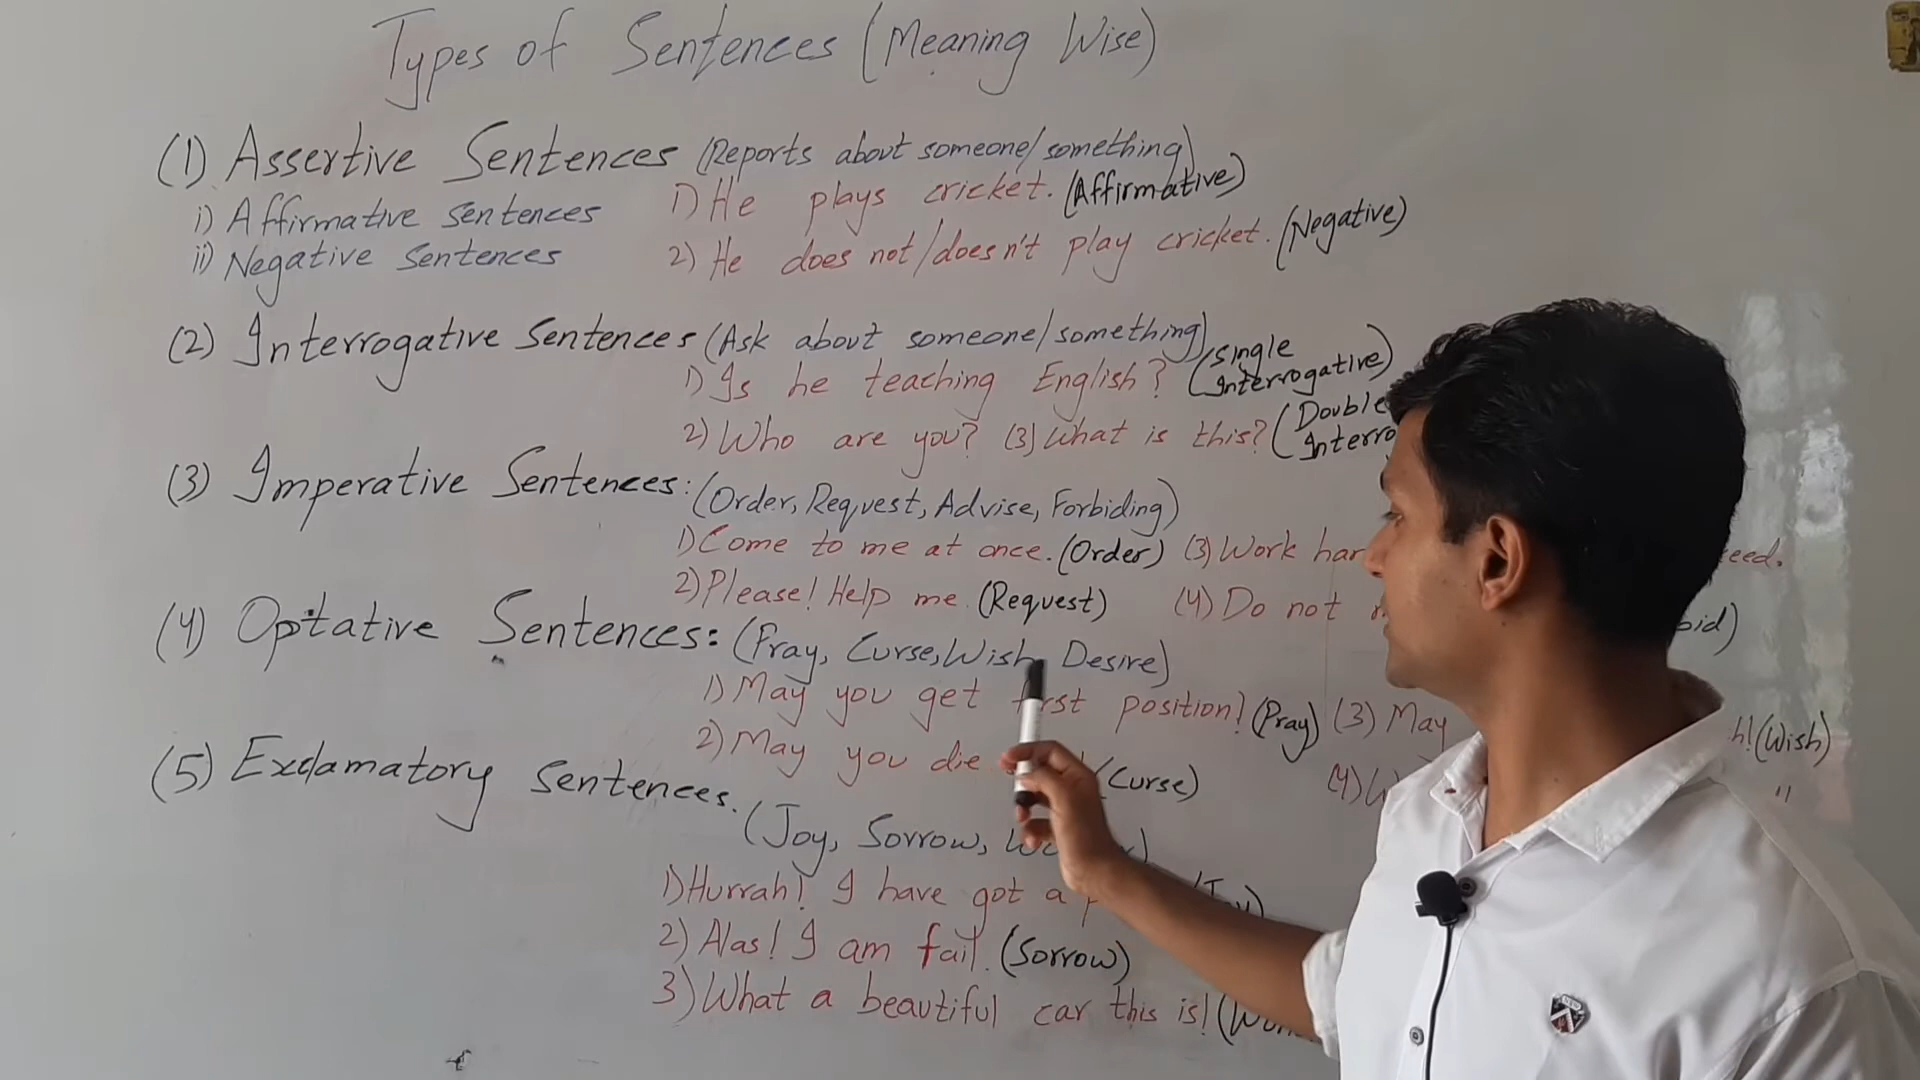 Types of Sentences (Meaning Wise)
(1) Assertive Sentences (Reports about someone/something)
i) Affirmative sentences 1) He plays cricket. (Affirmative)
ii) Negative sentences 2) He does not/doesn't play cricket. (Negative)
(2) Interrogative Sentences (Ask about someone/something)
1) Is he teaching English? (Single Interrogative)
2) Who are you? (3) What is this? (Double
(3) Imperative Sentences: (Order, Request, Advise, Forbiding)
1) Come to me at once. (Order) (3) Work
2) Please! Help me. (Request) (4) Do not
(4) Optative Sentences: (Pray, Curse, Wish, Desire)
1) May you get position! (Pray) (3) May (Wish)
2) May you die (Curse) (4)
(5) Exclamatory sentences.
(Joy, Sorrow,
1) Hurrah! I have got a
2) Alas! I am fail. (Sorrow)
3) What a beautiful car this is!